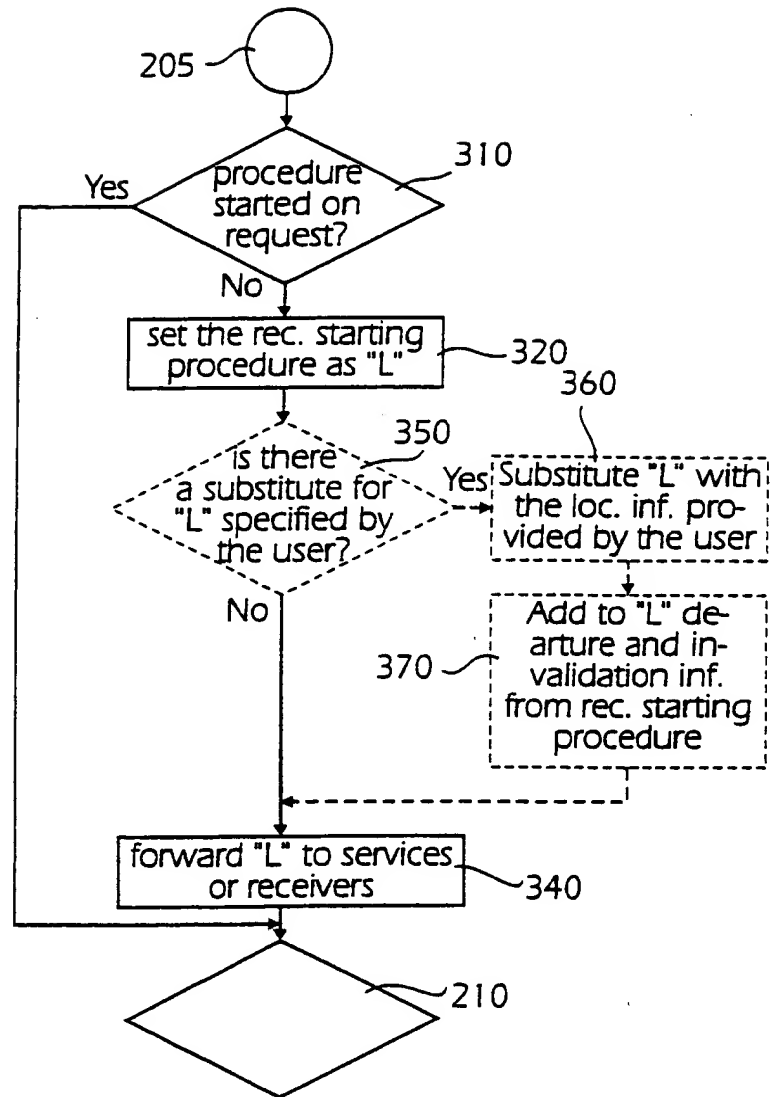 205
310
Yes
procedure
started on
request?
No
set the rec. starting
procedure as "L"
320
350
is there
a substitute for
"L" specified by
the user?
Yes
360
Substitute "L" with
the loc. inf. pro-
vided by the user
No
370
Add to "L" de-
arture and in-
validation inf.
from rec. starting
procedure
forward "L" to services
or receivers
340
210